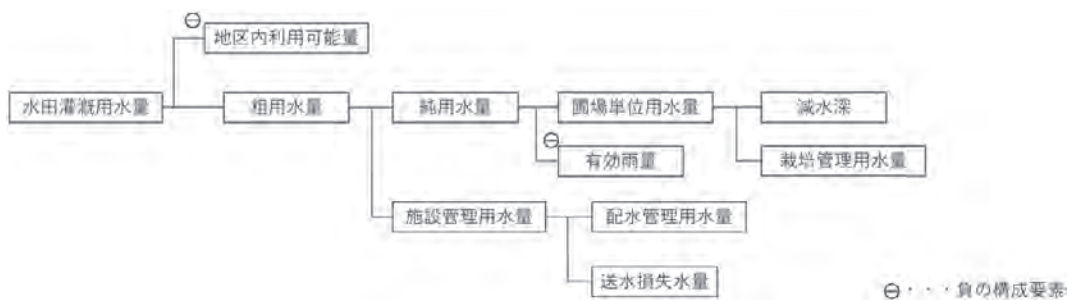 ⊖
地区内利用可能量
水田灌漑用水量
粗用水量
純用水量
圃場単位用水量
減水深
⊖
有効雨量
栽培管理用水量
施設管理用水量
配水管理用水量
送水損失水量
⊖・・・負の構成要素